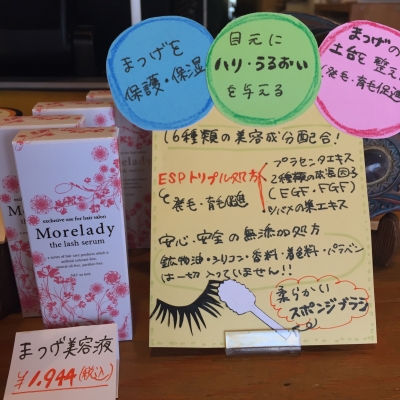 まつげを
保護・保湿
目元に
ハリ・うるおい
を与える
まつげの
土台を整え
(発毛・育毛促進
16種類の美容成分配合!
ESPトリプル処方
で発毛・育毛促進
プラセンタエキス
2種類の成長因子
(EGF・FGF)
ツバメの巣エキス
安心・安全の無添加処方
鉱物油・シリコン・香料・着色料・パラベン
は一切入っていません!!
柔らかい
スポンジブラシ
exclusive use for hair salon
Morelady
the lash serum
まつげ美容液
¥1,944(税込)